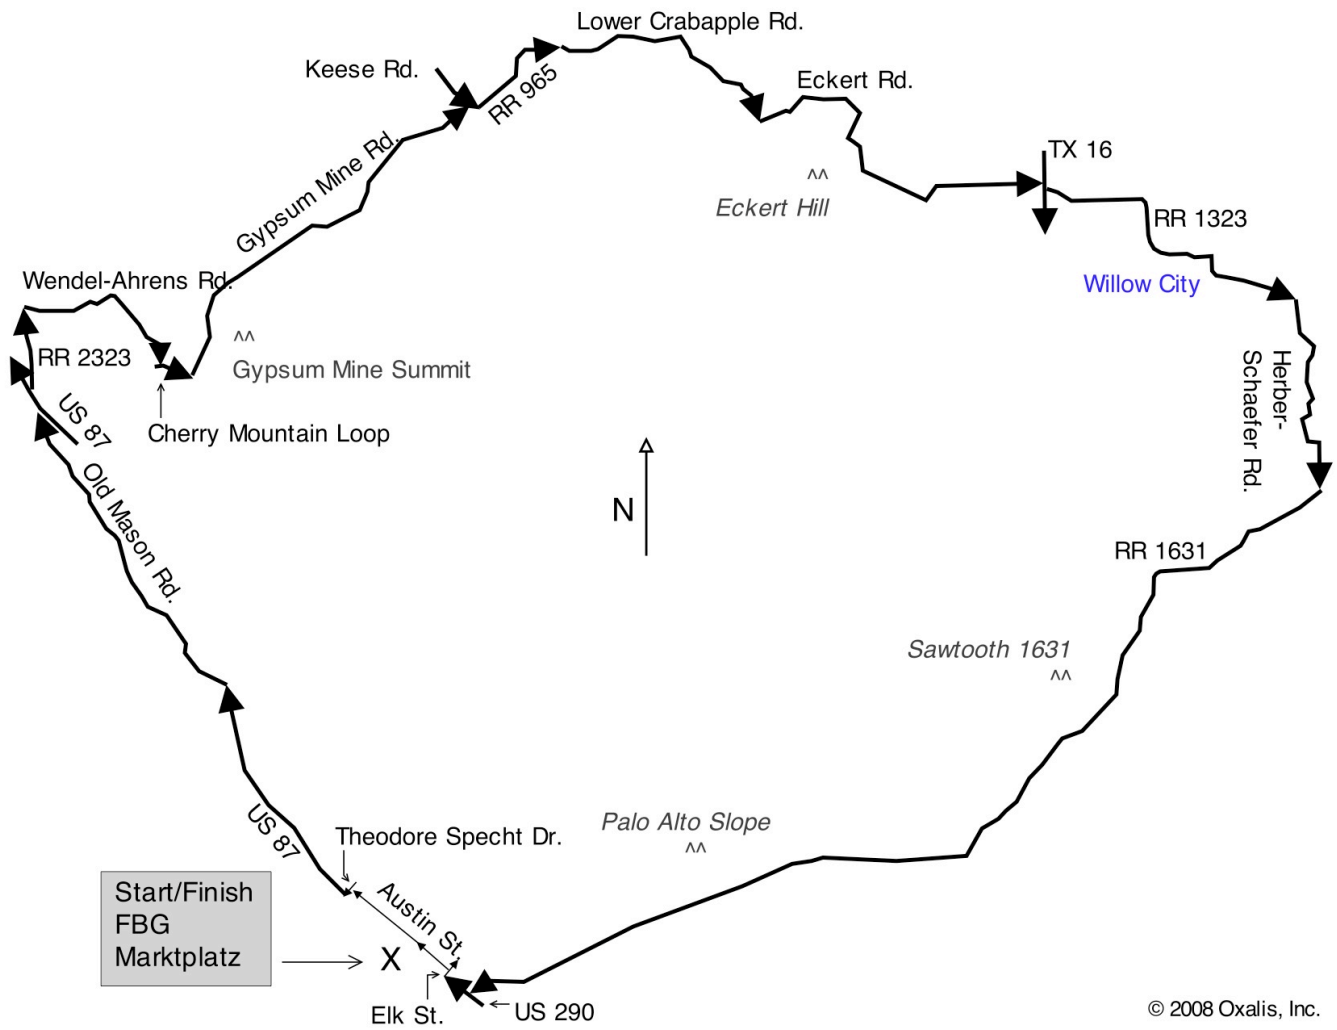 Lower Crabapple Rd.
Keese Rd.
RR 965
Eckert Rd.
TX 16
^^
Eckert Hill
Gypsum Mine Rd.
RR 1323
Wendel-Ahrens Rd.
Willow City
^^
Gypsum Mine Summit
RR 2323
Herber-
Schaefer Rd.
US 87
Cherry Mountain Loop
Old Mason Rd.
N
RR 1631
Sawtooth 1631
^^
Palo Alto Slope
^^
US 87
Theodore Specht Dr.
Austin St.
Start/Finish
FBG
Marktplatz
X
Elk St.
US 290
© 2008 Oxalis, Inc.